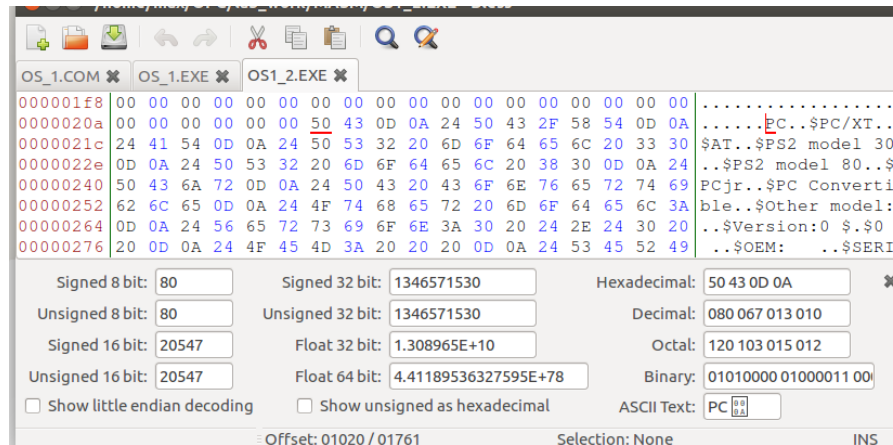 OS_1.COM ✖ OS_1.EXE ✖ OS1_2.EXE ✖
000001f8 00 00 00 00 00 00 00 00 00 00 00 00 00 00 00 00 00 00 ..................
0000020a 00 00 00 00 00 00 50 43 0D 0A 24 50 43 2F 58 54 0D 0A ......PC..$PC/XT..
0000021c 24 41 54 0D 0A 24 50 53 32 20 6D 6F 64 65 6C 20 33 30 $AT..$PS2 model 30
0000022e 0D 0A 24 50 53 32 20 6D 6F 64 65 6C 20 38 30 0D 0A 24 ..$PS2 model 80..$
00000240 50 43 6A 72 0D 0A 24 50 43 20 43 6F 6E 76 65 72 74 69 PCjr..$PC Converti
00000252 62 6C 65 0D 0A 24 4F 74 68 65 72 20 6D 6F 64 65 6C 3A ble..$Other model:
00000264 0D 0A 24 56 65 72 73 69 6F 6E 3A 30 20 24 2E 24 30 20 ..$Version:0 $.$0
00000276 20 0D 0A 24 4F 45 4D 3A 20 20 20 0D 0A 24 53 45 52 49 ..$OEM: ..$SERI
Signed 8 bit: 80 Signed 32 bit: 1346571530 Hexadecimal: 50 43 0D 0A
Unsigned 8 bit: 80 Unsigned 32 bit: 1346571530 Decimal: 080 067 013 010
Signed 16 bit: 20547 Float 32 bit: 1.308965E+10 Octal: 120 103 015 012
Unsigned 16 bit: 20547 Float 64 bit: 4.41189536327595E+78 Binary: 01010000 01000011 00
Show little endian decoding Show unsigned as hexadecimal ASCII Text: PC
Offset: 01020 / 01761 Selection: None INS